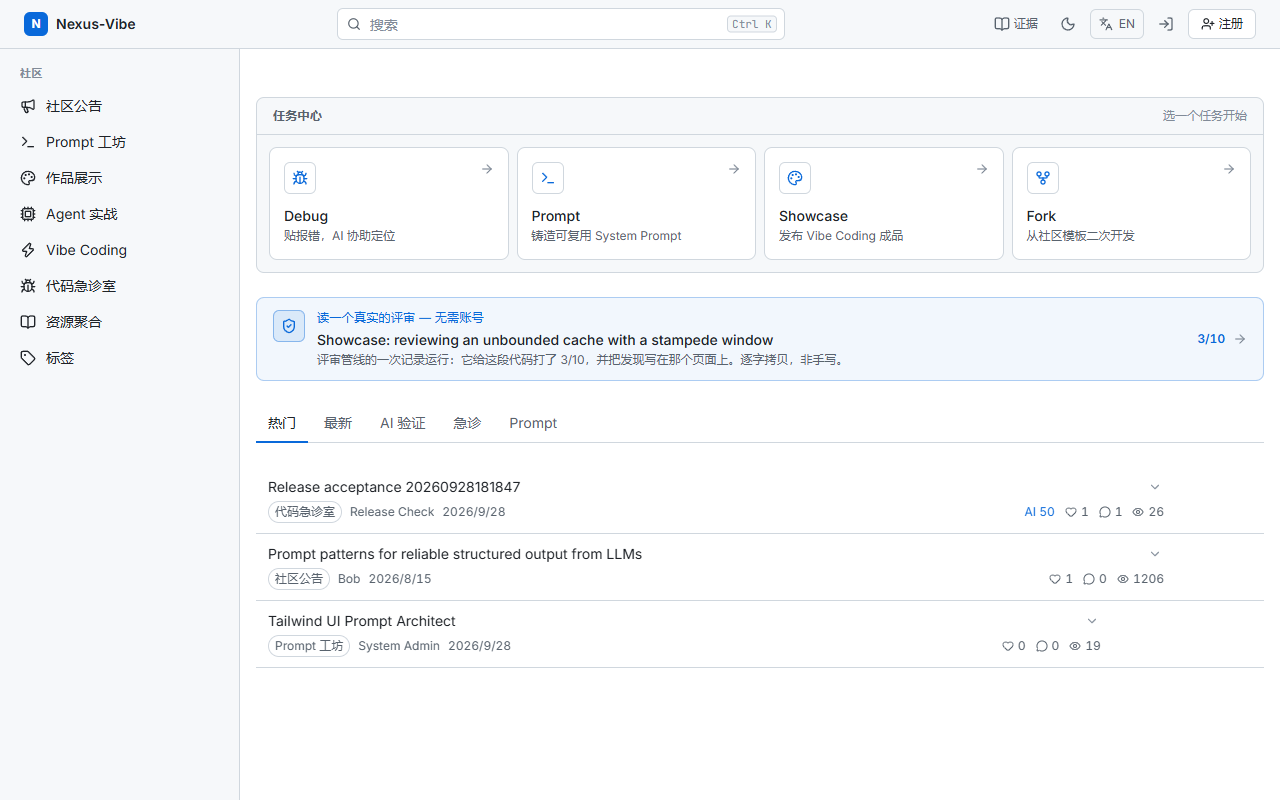 N Nexus-Vibe
搜索 Ctrl K
证据
EN
注册
社区
社区公告
Prompt 工坊
作品展示
Agent 实战
Vibe Coding
代码急诊室
资源聚合
标签
任务中心 选一个任务开始
Debug
贴报错，AI 协助定位
Prompt
铸造可复用 System Prompt
Showcase
发布 Vibe Coding 成品
Fork
从社区模板二次开发
读一个真实的评审 — 无需账号
Showcase: reviewing an unbounded cache with a stampede window
评审管线的一次记录运行：它给这段代码打了 3/10，并把发现写在那个页面上。逐字拷贝，非手写。
3/10
热门 最新 AI 验证 急诊 Prompt
Release acceptance 20260928181847
代码急诊室 Release Check 2026/9/28 AI 50 1 1 26
Prompt patterns for reliable structured output from LLMs
社区公告 Bob 2026/8/15 1 0 1206
Tailwind UI Prompt Architect
Prompt 工坊 System Admin 2026/9/28 0 0 19